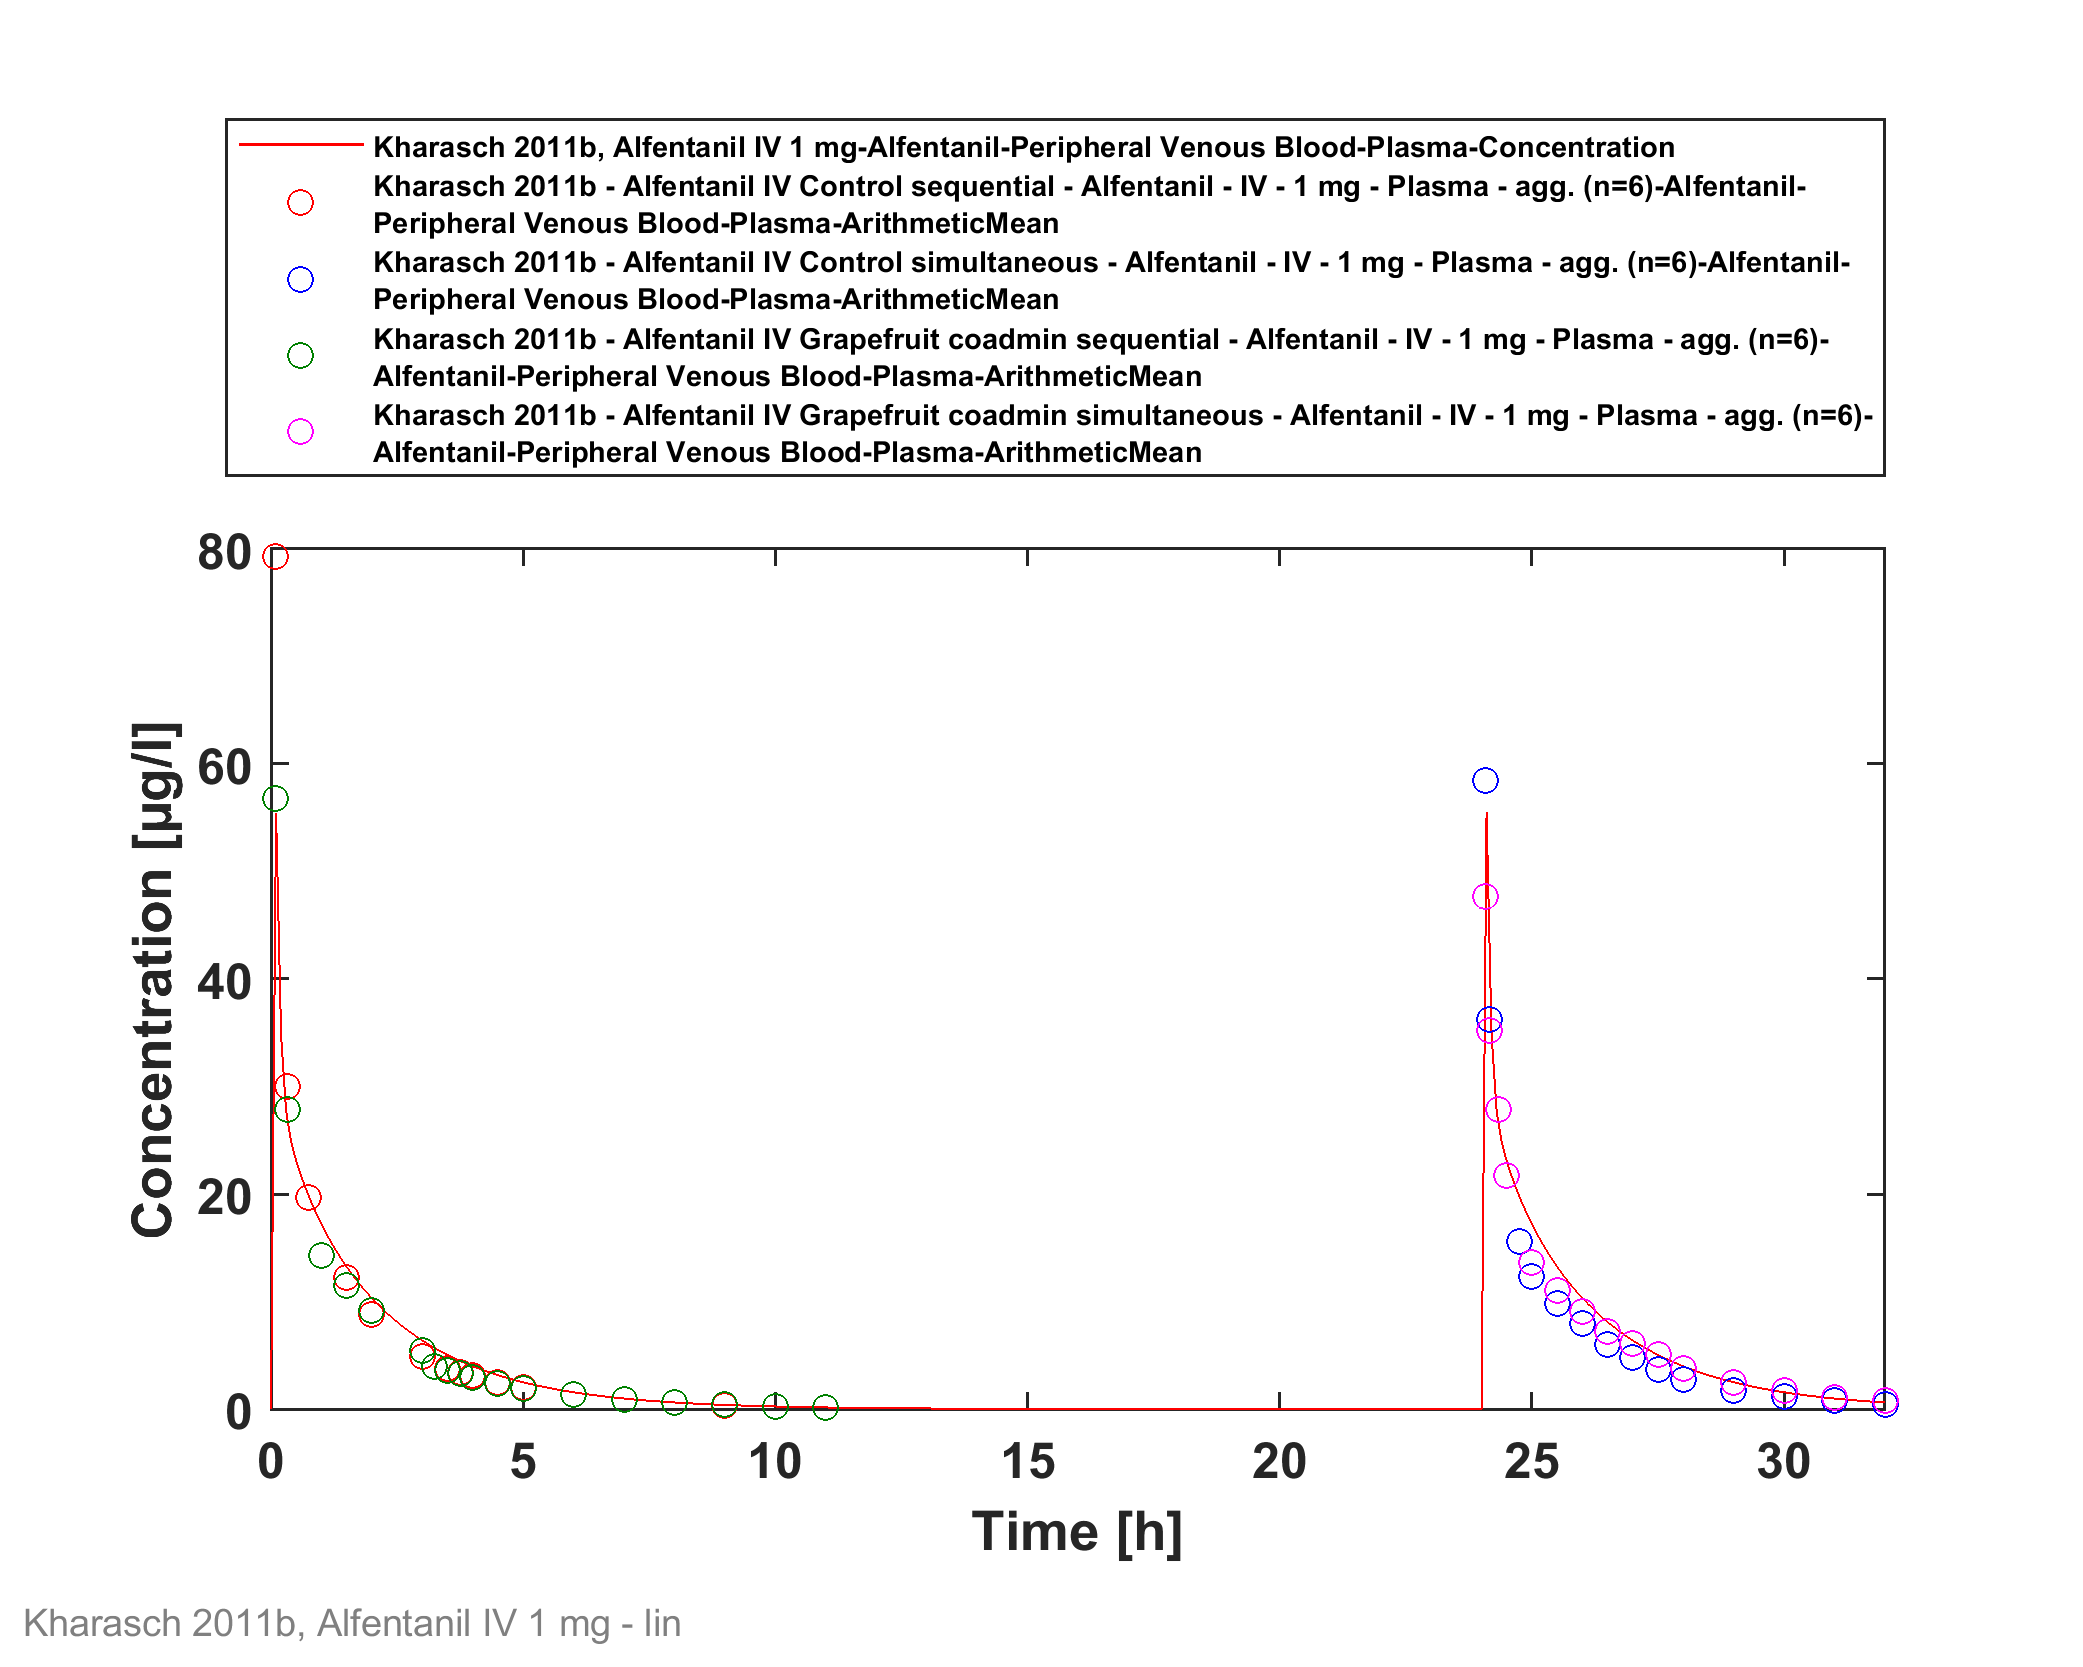 Kharasch 2011b, Alfentanil IV 1 mg-Alfentanil-Peripheral Venous Blood-Plasma-Concentration
Kharasch 2011b - Alfentanil IV Control sequential - Alfentanil - IV - 1 mg - Plasma - agg. (n=6)-Alfentanil-
Peripheral Venous Blood-Plasma-ArithmeticMean
Kharasch 2011b - Alfentanil IV Control simultaneous - Alfentanil - IV - 1 mg - Plasma - agg. (n=6)-Alfentanil-
Peripheral Venous Blood-Plasma-ArithmeticMean
Kharasch 2011b - Alfentanil IV Grapefruit coadmin sequential - Alfentanil - IV - 1 mg - Plasma - agg. (n=6)-
Alfentanil-Peripheral Venous Blood-Plasma-ArithmeticMean
Kharasch 2011b - Alfentanil IV Grapefruit coadmin simultaneous - Alfentanil - IV - 1 mg - Plasma - agg. (n=6)-
Alfentanil-Peripheral Venous Blood-Plasma-ArithmeticMean
80
60
40
20
0
Concentration [µg/l]
0 5 10 15 20 25 30
Time [h]
Kharasch 2011b, Alfentanil IV 1 mg - lin